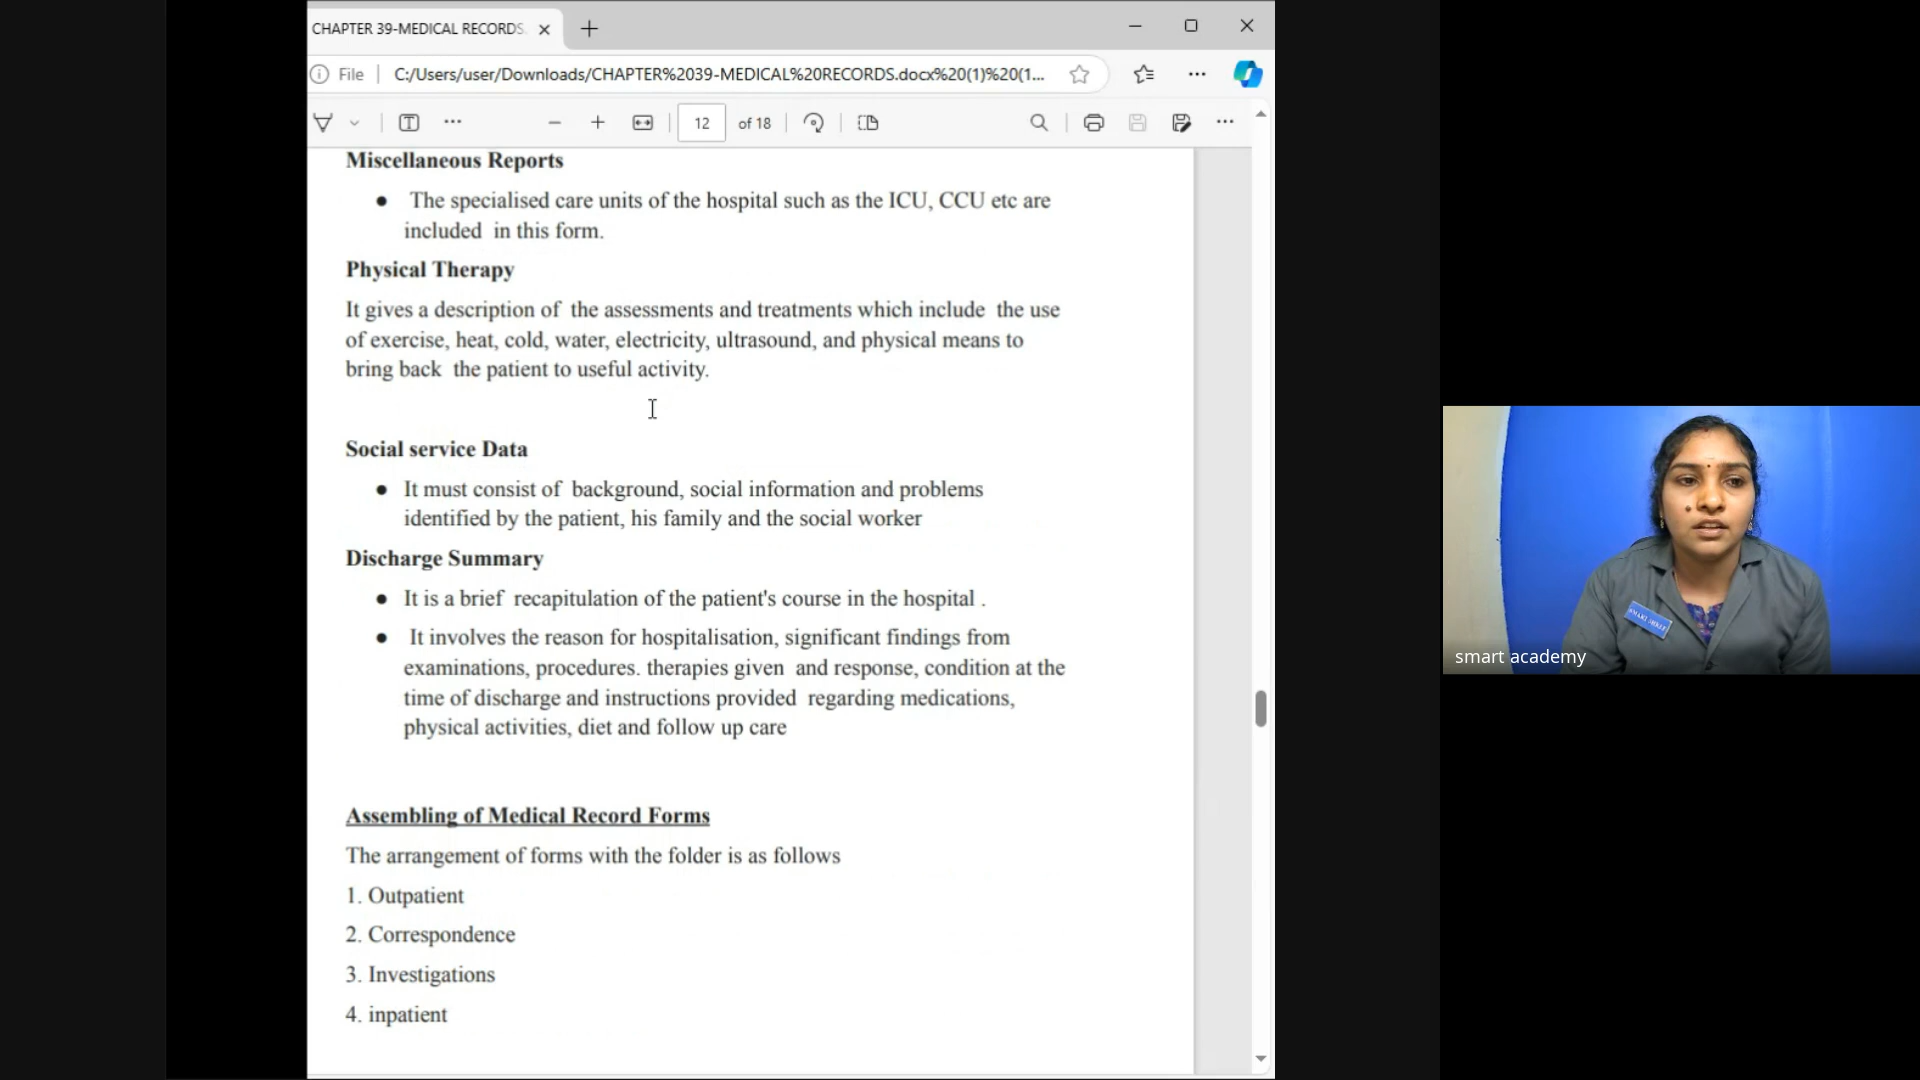 CHAPTER 39-MEDICAL RECORDS.
File
C:/Users/user/Downloads/CHAPTER%2039-MEDICAL%20RECORDS.docx%20(1)%20(1...
12 of 18
Miscellaneous Reports
● The specialised care units of the hospital such as the ICU, CCU etc are
included in this form.
Physical Therapy
It gives a description of the assessments and treatments which include the use
of exercise, heat, cold, water, electricity, ultrasound, and physical means to
bring back the patient to useful activity.
Social service Data
● It must consist of background, social information and problems
identified by the patient, his family and the social worker
Discharge Summary
● It is a brief recapitulation of the patient's course in the hospital .
● It involves the reason for hospitalisation, significant findings from
examinations, procedures. therapies given and response, condition at the
time of discharge and instructions provided regarding medications,
physical activities, diet and follow up care
Assembling of Medical Record Forms
The arrangement of forms with the folder is as follows
1. Outpatient
2. Correspondence
3. Investigations
4. inpatient
smart academy